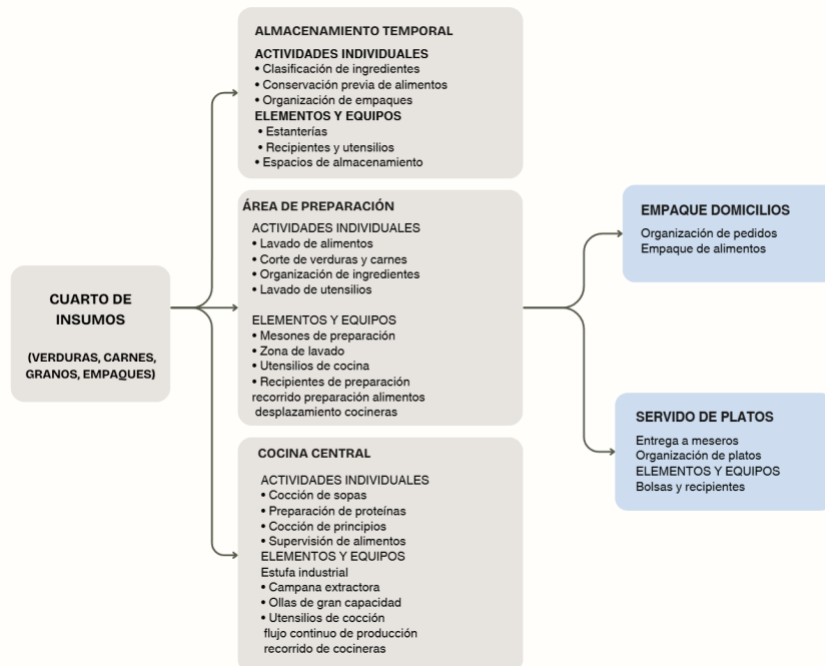 CUARTO DE
INSUMOS
(VERDURAS, CARNES,
GRANOS, EMPAQUES)
ALMACENAMIENTO TEMPORAL
ACTIVIDADES INDIVIDUALES
• Clasificación de ingredientes
• Conservación previa de alimentos
• Organización de empaques
ELEMENTOS Y EQUIPOS
• Estanterías
• Recipientes y utensilios
• Espacios de almacenamiento
ÁREA DE PREPARACIÓN
ACTIVIDADES INDIVIDUALES
• Lavado de alimentos
• Corte de verduras y carnes
• Organización de ingredientes
• Lavado de utensilios
ELEMENTOS Y EQUIPOS
• Mesones de preparación
• Zona de lavado
• Utensilios de cocina
• Recipientes de preparación
recorrido preparación alimentos
desplazamiento cocineras
COCINA CENTRAL
ACTIVIDADES INDIVIDUALES
• Cocción de sopas
• Preparación de proteínas
• Cocción de principios
• Supervisión de alimentos
ELEMENTOS Y EQUIPOS
Estufa industrial
• Campana extractora
• Ollas de gran capacidad
• Utensilios de cocción
flujo continuo de producción
recorrido de cocineras
EMPAQUE DOMICILIOS
Organización de pedidos
Empaque de alimentos
SERVIDO DE PLATOS
Entrega a meseros
Organización de platos
ELEMENTOS Y EQUIPOS
Bolsas y recipientes